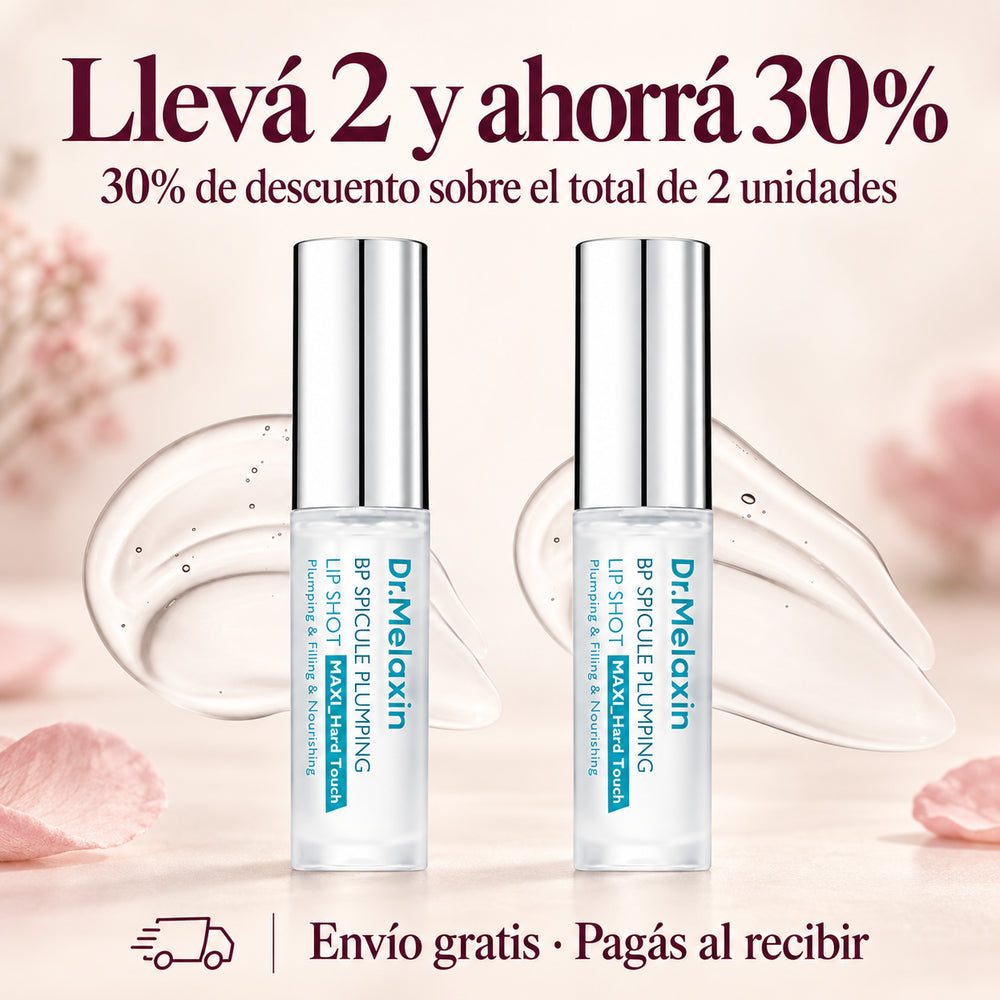 Llevá 2 y ahorrá 30%
30% de descuento sobre el total de 2 unidades
Dr.Melaxin
BP SPICULE PLUMPING
LIP SHOT MAXI_Hard Touch
Plumping & Filling & Nourishing
Dr.Melaxin
BP SPICULE PLUMPING
LIP SHOT MAXI_Hard Touch
Plumping & Filling & Nourishing
Envío gratis · Pagás al recibir